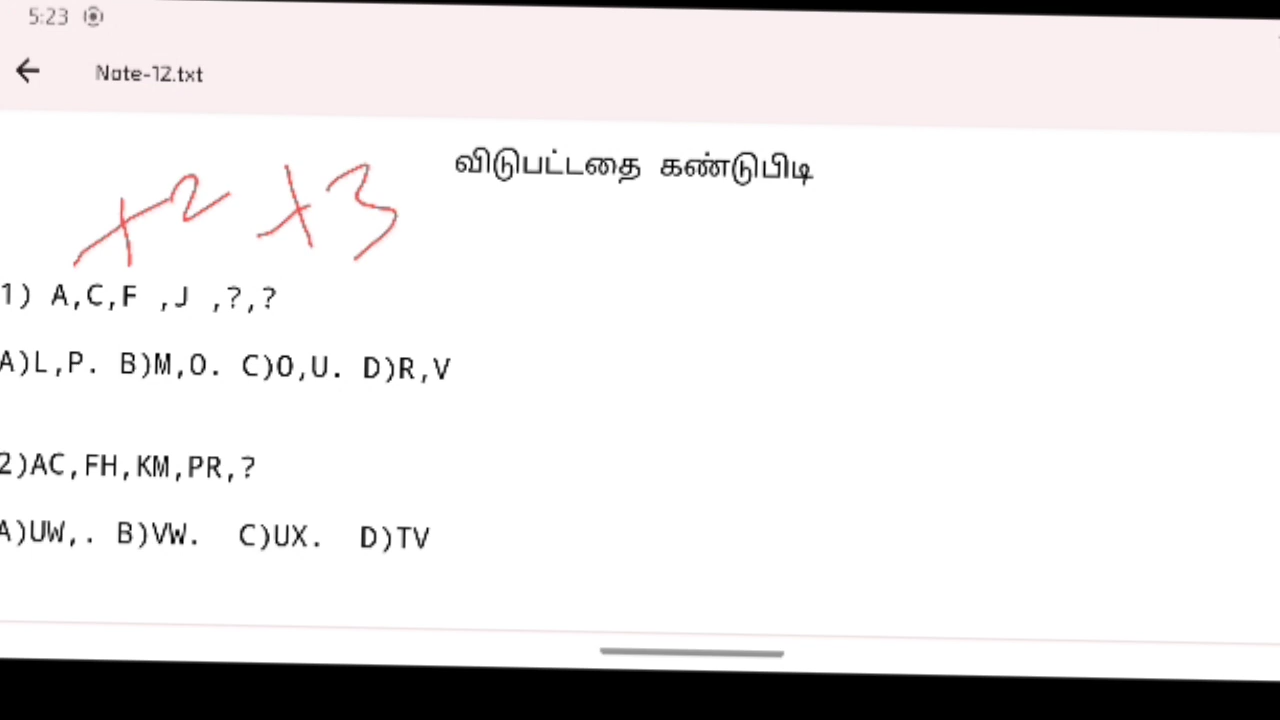 5:23
Note-12.txt
விடுபட்டதை கண்டுபிடி
+2 +3
1) A,C,F ,J ,?,?
A)L,P. B)M,O. C)O,U. D)R,V
2)AC,FH,KM,PR,?
A)UW,. B)VW. C)UX. D)TV